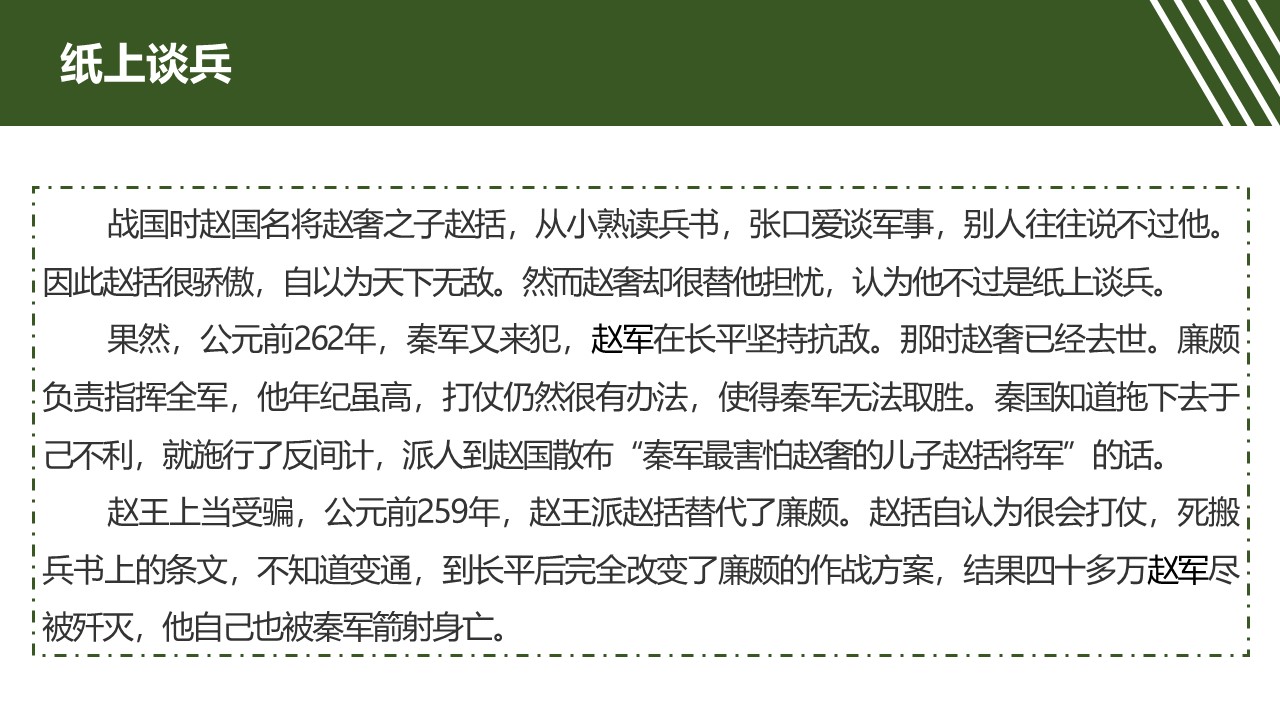 纸上谈兵
战国时赵国名将赵奢之子赵括，从小熟读兵书，张口爱谈军事，别人往往说不过他。
因此赵括很骄傲，自以为天下无敌。然而赵奢却很替他担忧，认为他不过是纸上谈兵。
果然，公元前262年，秦军又来犯，赵军在长平坚持抗敌。那时赵奢已经去世。廉颇
负责指挥全军，他年纪虽高，打仗仍然很有办法，使得秦军无法取胜。秦国知道拖下去于
己不利，就施行了反间计，派人到赵国散布“秦军最害怕赵奢的儿子赵括将军”的话。
赵王上当受骗，公元前259年，赵王派赵括替代了廉颇。赵括自认为很会打仗，死搬
兵书上的条文，不知道变通，到长平后完全改变了廉颇的作战方案，结果四十多万赵军尽
被歼灭，他自己也被秦军箭射身亡。